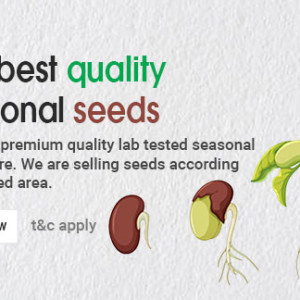 best quality
onal seeds
premium quality lab tested seasonal
re. We are selling seeds according
ed area.
w t&c apply